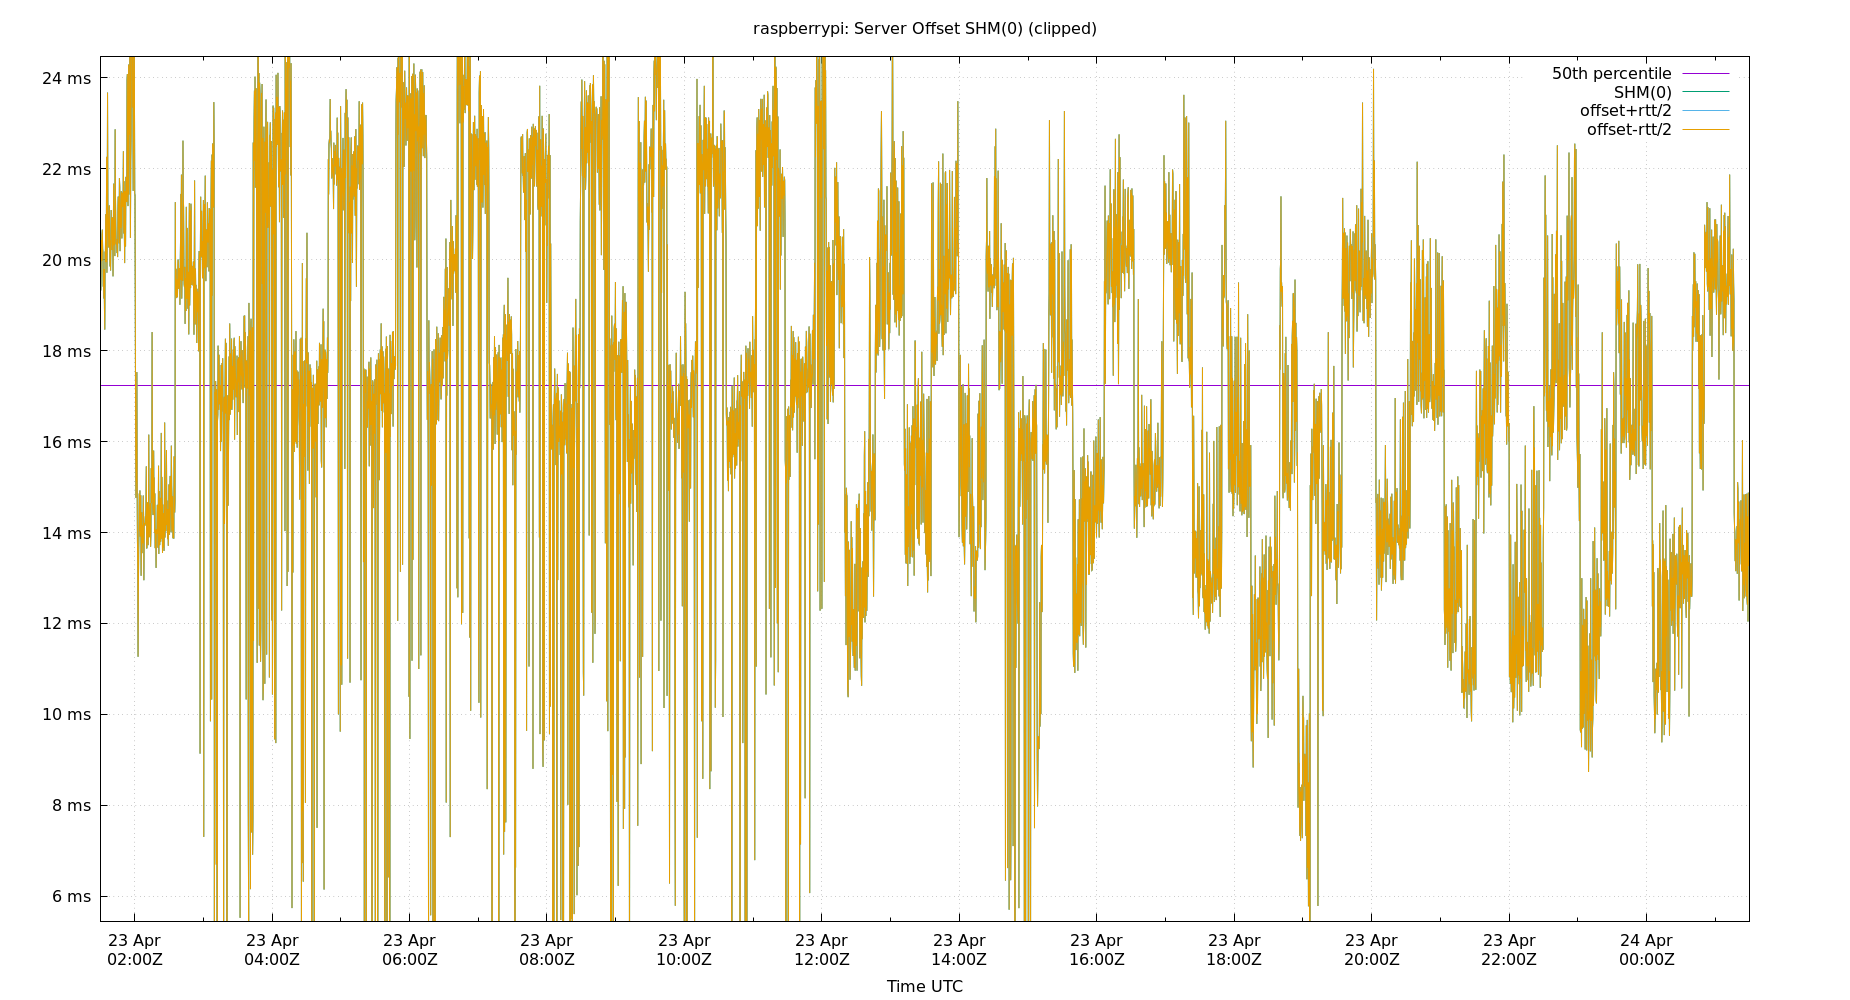 raspberrypi: Server Offset SHM(0) (clipped)
50th percentile
SHM(0)
offset+rtt/2
offset-rtt/2
24 ms
22 ms
20 ms
18 ms
16 ms
14 ms
12 ms
10 ms
8 ms
6 ms
23 Apr 23 Apr 23 Apr 23 Apr 23 Apr 23 Apr 23 Apr 23 Apr 23 Apr 23 Apr 23 Apr 24 Apr
02:00Z 04:00Z 06:00Z 08:00Z 10:00Z 12:00Z 14:00Z 16:00Z 18:00Z 20:00Z 22:00Z 00:00Z
Time UTC